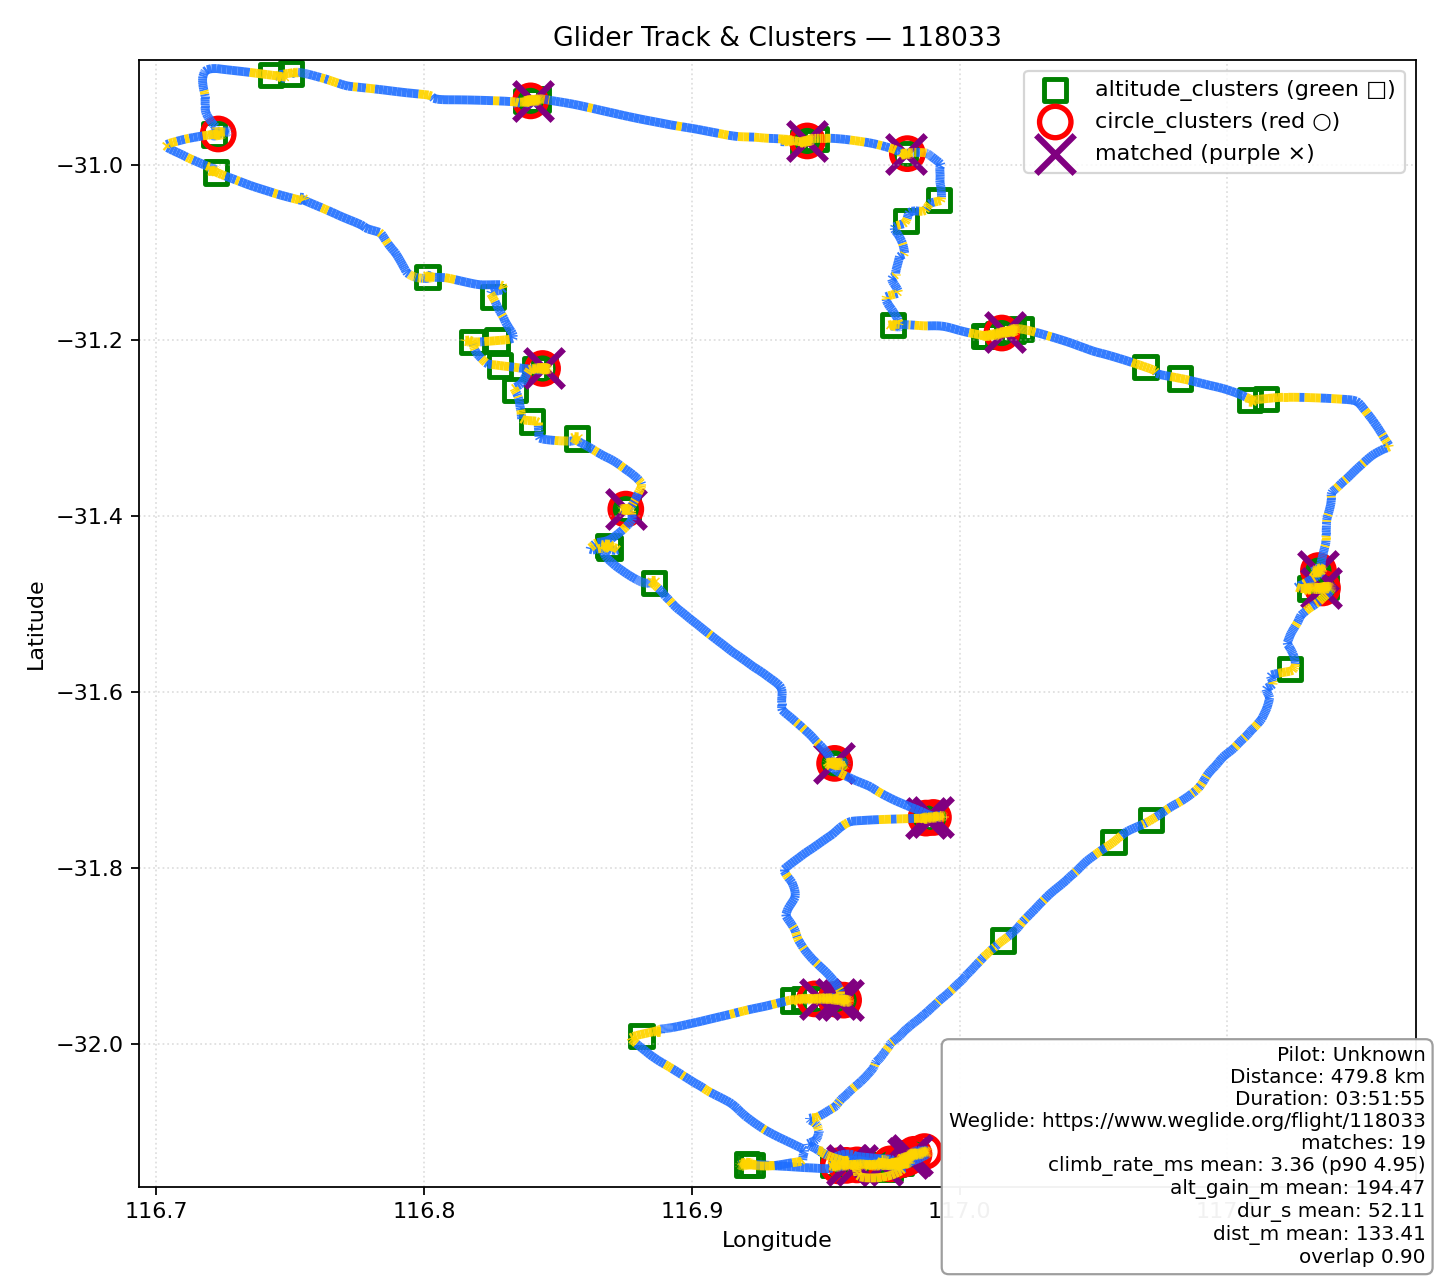 Glider Track & Clusters — 118033
altitude_clusters (green □)
circle_clusters (red ○)
matched (purple ×)
−31.0
−31.2
−31.4
−31.6
−31.8
−32.0
Latitude
116.7
116.8
116.9
117.0
Longitude
Pilot: Unknown
Distance: 479.8 km
Duration: 03:51:55
Weglide: https://www.weglide.org/flight/118033
matches: 19
climb_rate_ms mean: 3.36 (p90 4.95)
alt_gain_m mean: 194.47
dur_s mean: 52.11
dist_m mean: 133.41
overlap 0.90